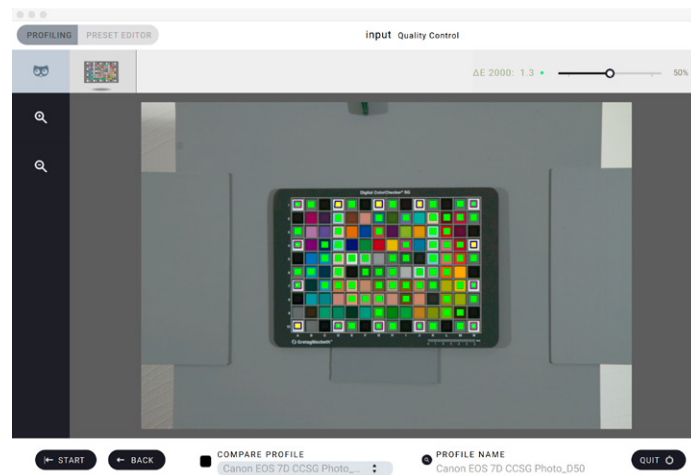 PROFILING
PRESET EDITOR
input Quality Control
ΔE 2000: 1.3
50%
Digital ColorChecker® SG
GretagMacbeth™
START
BACK
COMPARE PROFILE
Canon EOS 7D CCSG Photo_...
PROFILE NAME
Canon EOS 7D CCSG Photo_D50
QUIT